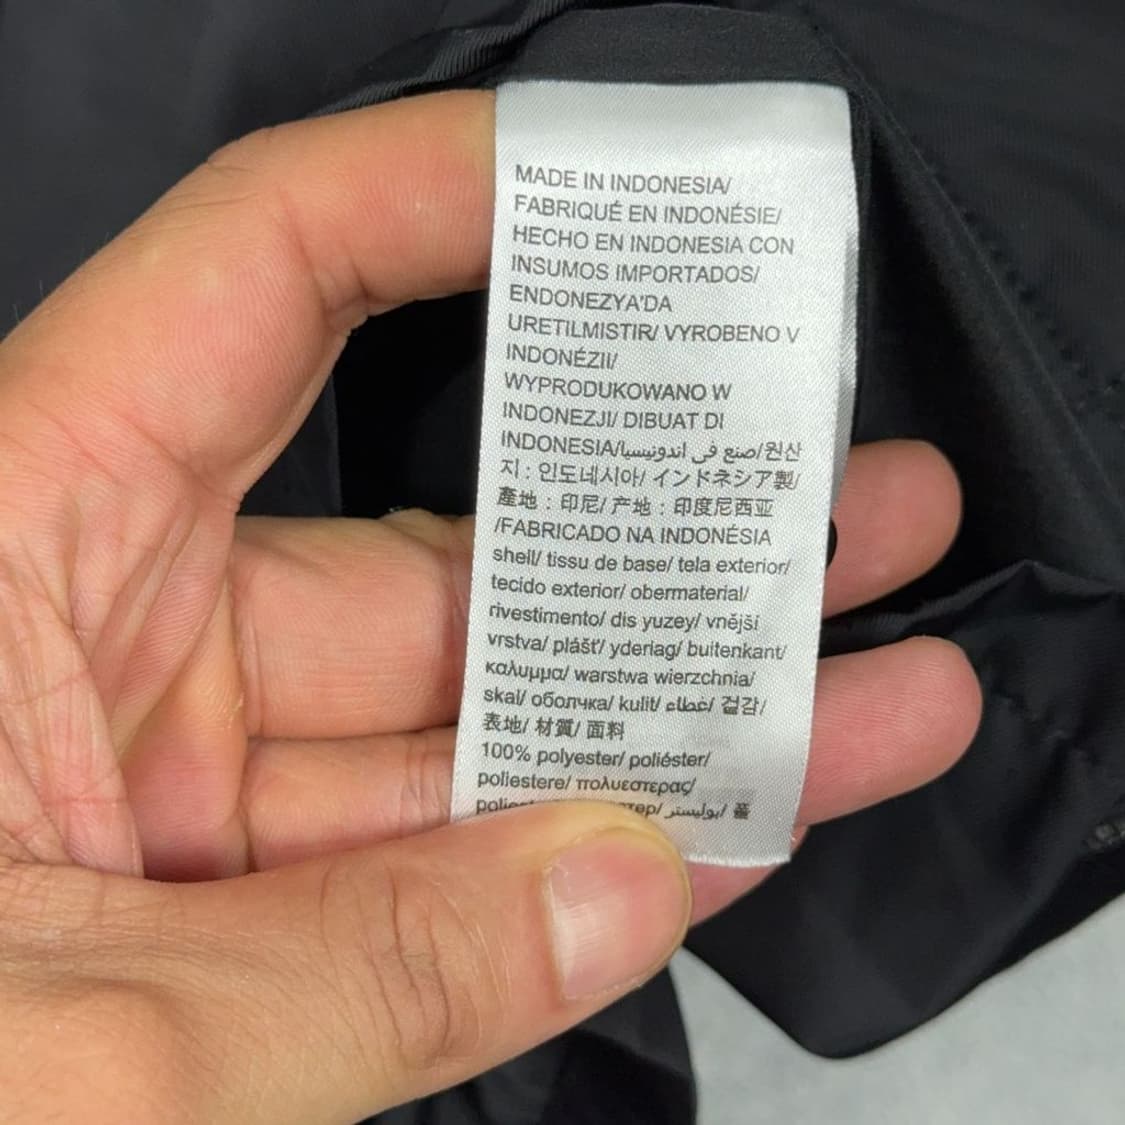 MADE IN INDONESIA/
FABRIQUÉ EN INDONÉSIE/
HECHO EN INDONESIA CON
INSUMOS IMPORTADOS/
ENDONEZYA'DA
URETILMISTIR/ VYROBENO V
INDONÉZII/
WYPRODUKOWANO W
INDONEZJI/ DIBUAT DI
INDONESIA/صنع في اندونيسيا/원산
지 : 인도네시아/ インドネシア製/
產地 : 印尼/ 产地 : 印度尼西亚
/FABRICADO NA INDONÉSIA
shell/ tissu de base/ tela exterior/
tecido exterior/ obermaterial/
rivestimento/ dis yuzey/ vnější
vrstva/ plášť/ yderlag/ buitenkant/
καλυμμα/ warstwa wierzchnia/
skal/ оболчка/ kulit/ غطاء/ 겉감/
表地/ 材質/ 面料
100% polyester/ poliéster/
poliestere/ πολυεστερας/
بوليستر/ 폴